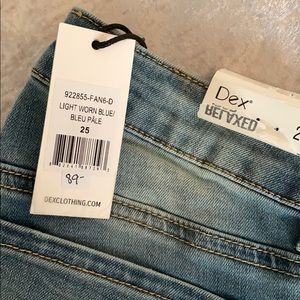 922855-FAN6-D
LIGHT WORN BLUE/
BLEU PÂLE
25
89-
DEXCLOTHING.COM
Dex®
RELAXED